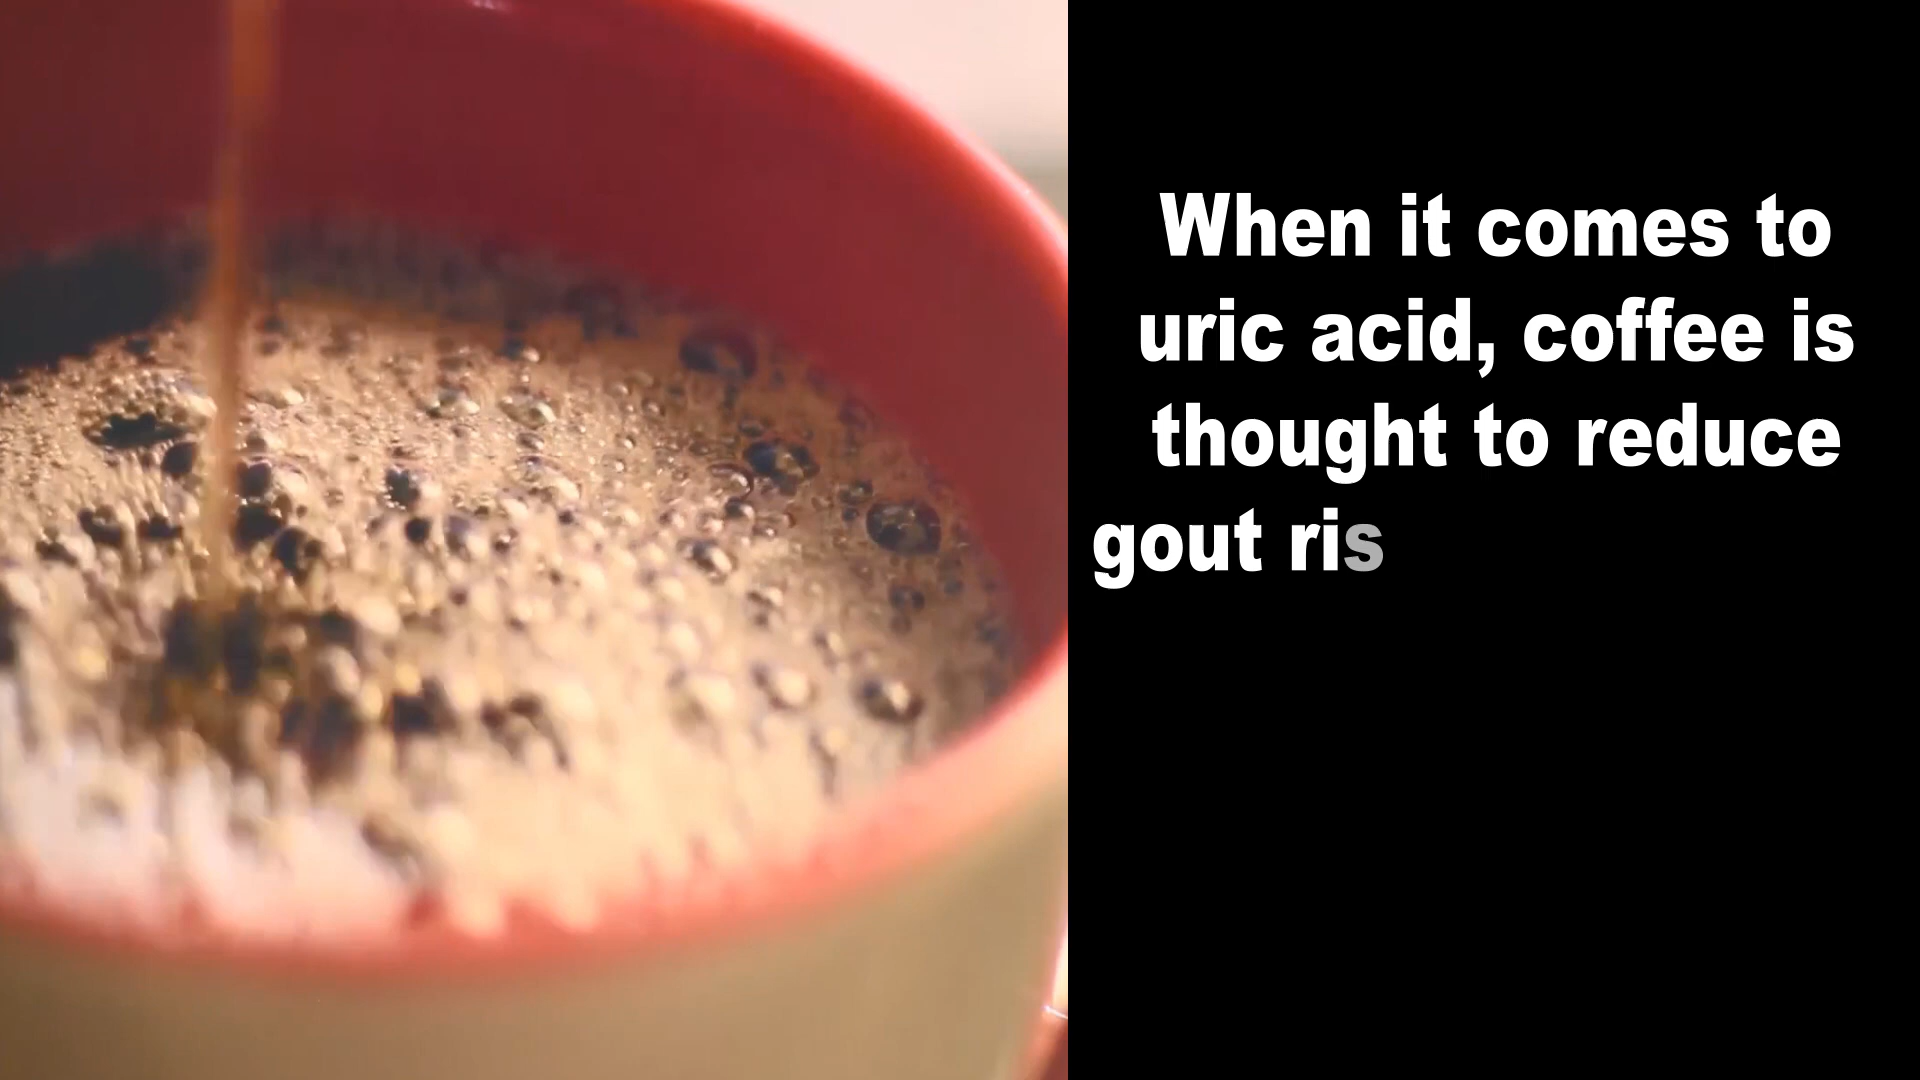 When it comes to
uric acid, coffee is
thought to reduce
gout ris